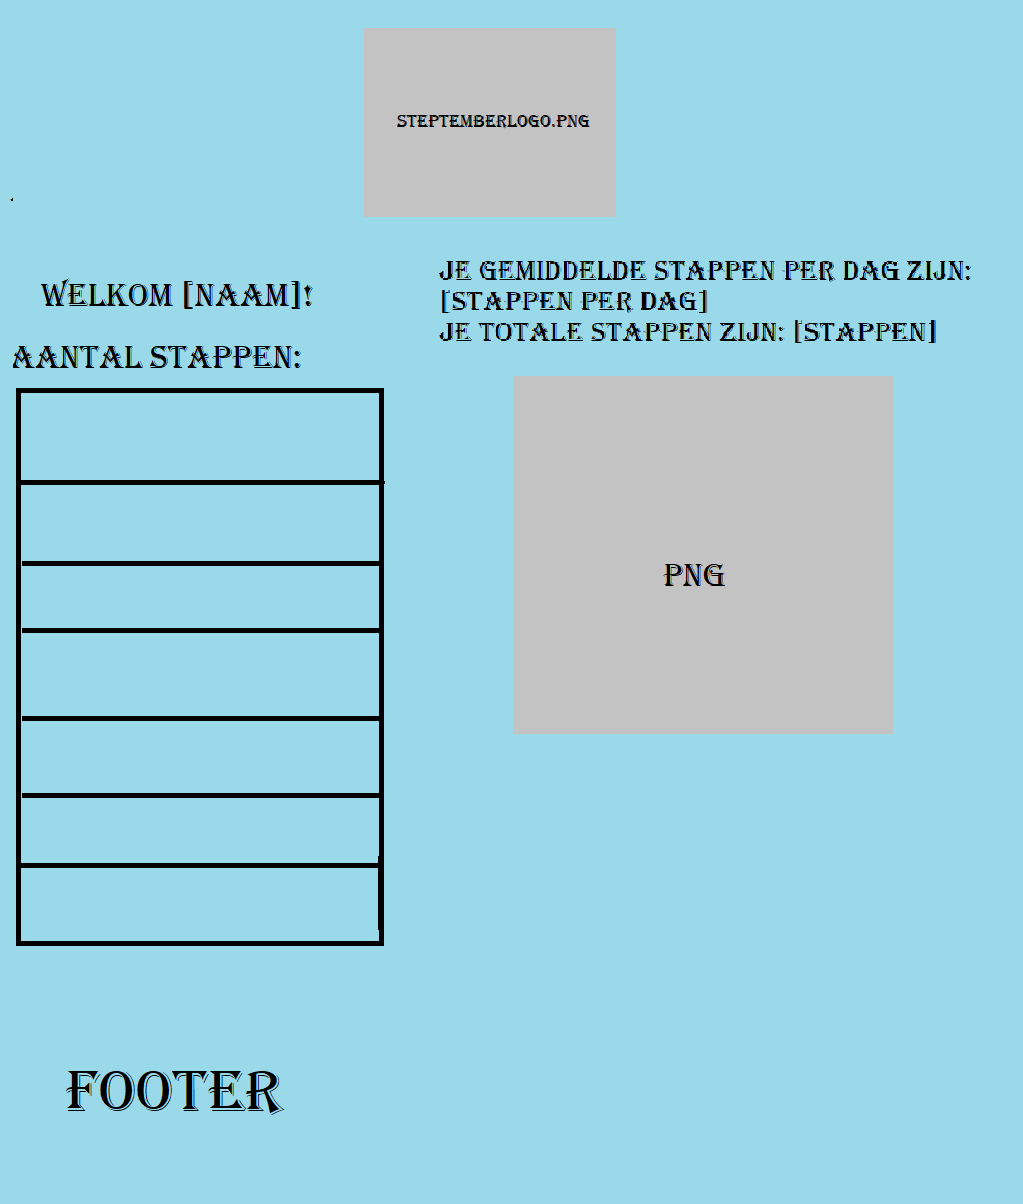 STEPTEMBERLOGO.PNG
WELKOM [NAAM]!
AANTAL STAPPEN:
JE GEMIDDELDE STAPPEN PER DAG ZIJN:
[STAPPEN PER DAG]
JE TOTALE STAPPEN ZIJN: [STAPPEN]
PNG
FOOTER